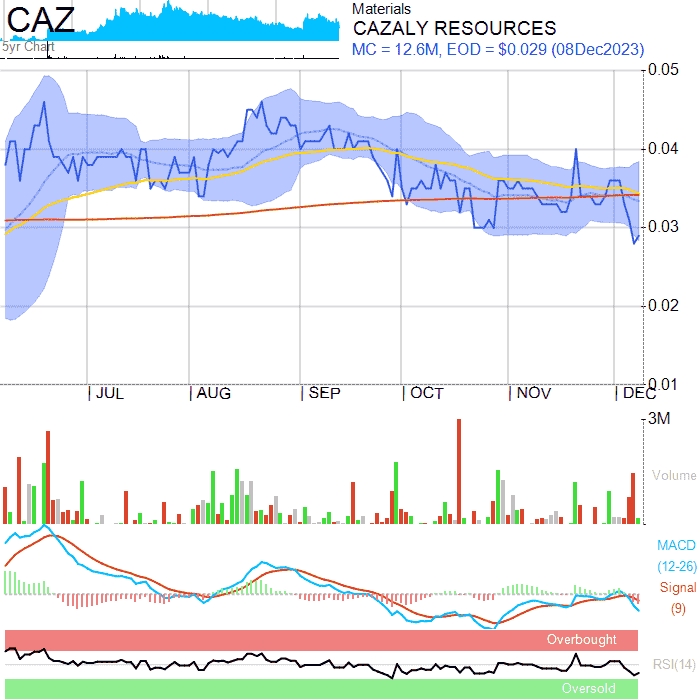 CAZ
5yr Chart
Materials
CAZALY RESOURCES
MC = 12.6M, EOD = $0.029 (08Dec2023)
0.05
0.04
0.03
0.02
0.01
JUL AUG SEP OCT NOV DEC
3M
Volume
MACD
(12-26)
Signal
(9)
Overbought
RSI(14)
Oversold